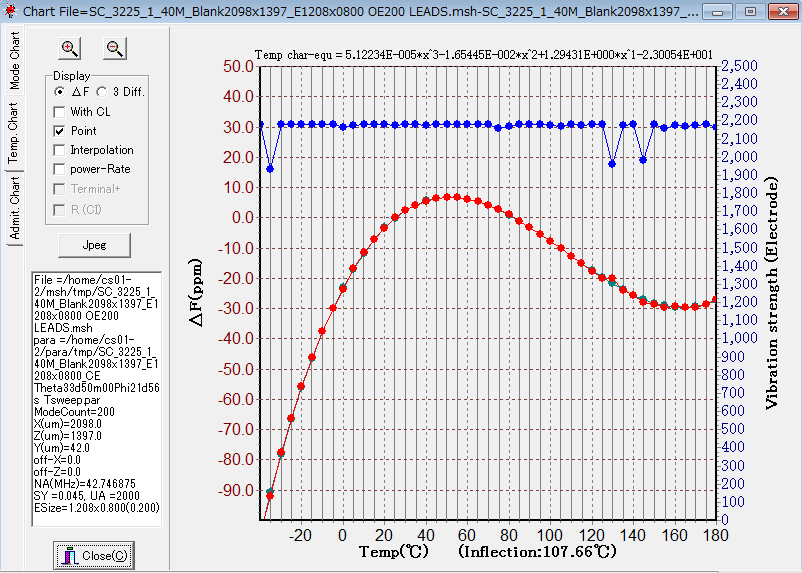 Chart File=SC_3225_1_40M_Blank2098x1397_E1208x0800 OE200 LEADS.msh-SC_3225_1_40M_Blank2098x1397_...
Mode Chart
Temp. Chart
Admit. Chart
Display
ΔF
3 Diff.
With CL
Point
Interpolation
power-Rate
Terminal+
R (CI)
Jpeg
File =/home/cs01-
2/msh/tmp/SC_3225_1_
40M_Blank2098x1397_E1
208x0800 OE200
LEADS.msh
para =/home/cs01-
2/para/tmp/SC_3225_1_
40M_Blank2098x1397_E1
208x0800_CE
Theta33d50m00Phi21d56
s Tsweep.par
ModeCount=200
X(um)=2098.0
Z(um)=1397.0
Y(um)=42.0
off-X=0.0
off-Z=0.0
NA(MHz)=42.746875
SY =0.045, UA =2000
ESize=1.208x0.800(0.200)
Close(C)
Temp char-equ = 5.12234E-005*x^3-1.65445E-002*x^2+1.29431E+000*x^1-2.30054E+001
50.0
40.0
30.0
20.0
10.0
0.0
-10.0
-20.0
-30.0
-40.0
-50.0
-60.0
-70.0
-80.0
-90.0
ΔF(ppm)
2,500
2,400
2,300
2,200
2,100
2,000
1,900
1,800
1,700
1,600
1,500
1,400
1,300
1,200
1,100
1,000
900
800
700
600
500
400
300
200
100
0
Vibration strength (Electrode)
-20 0 20 40 60 80 100 120 140 160 180
Temp(℃) (Inflection:107.66℃)